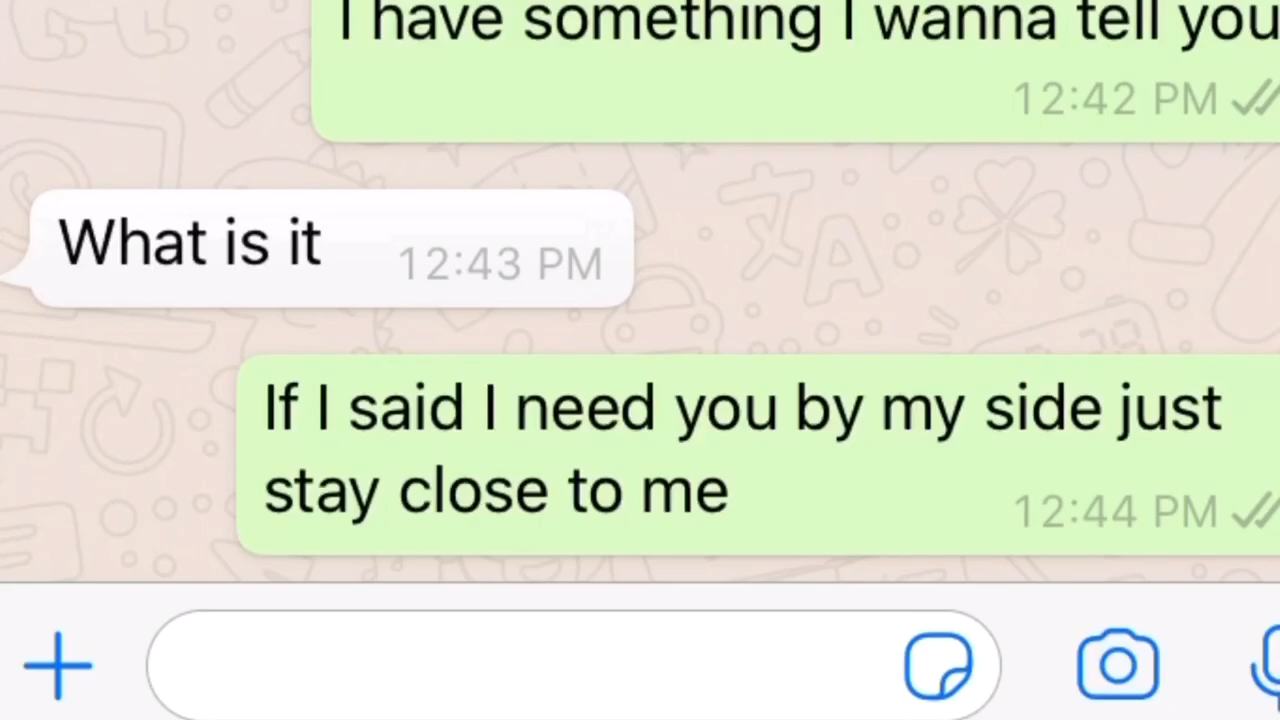 I have something I wanna tell you
12:42 PM
What is it
12:43 PM
If I said I need you by my side just
stay close to me
12:44 PM